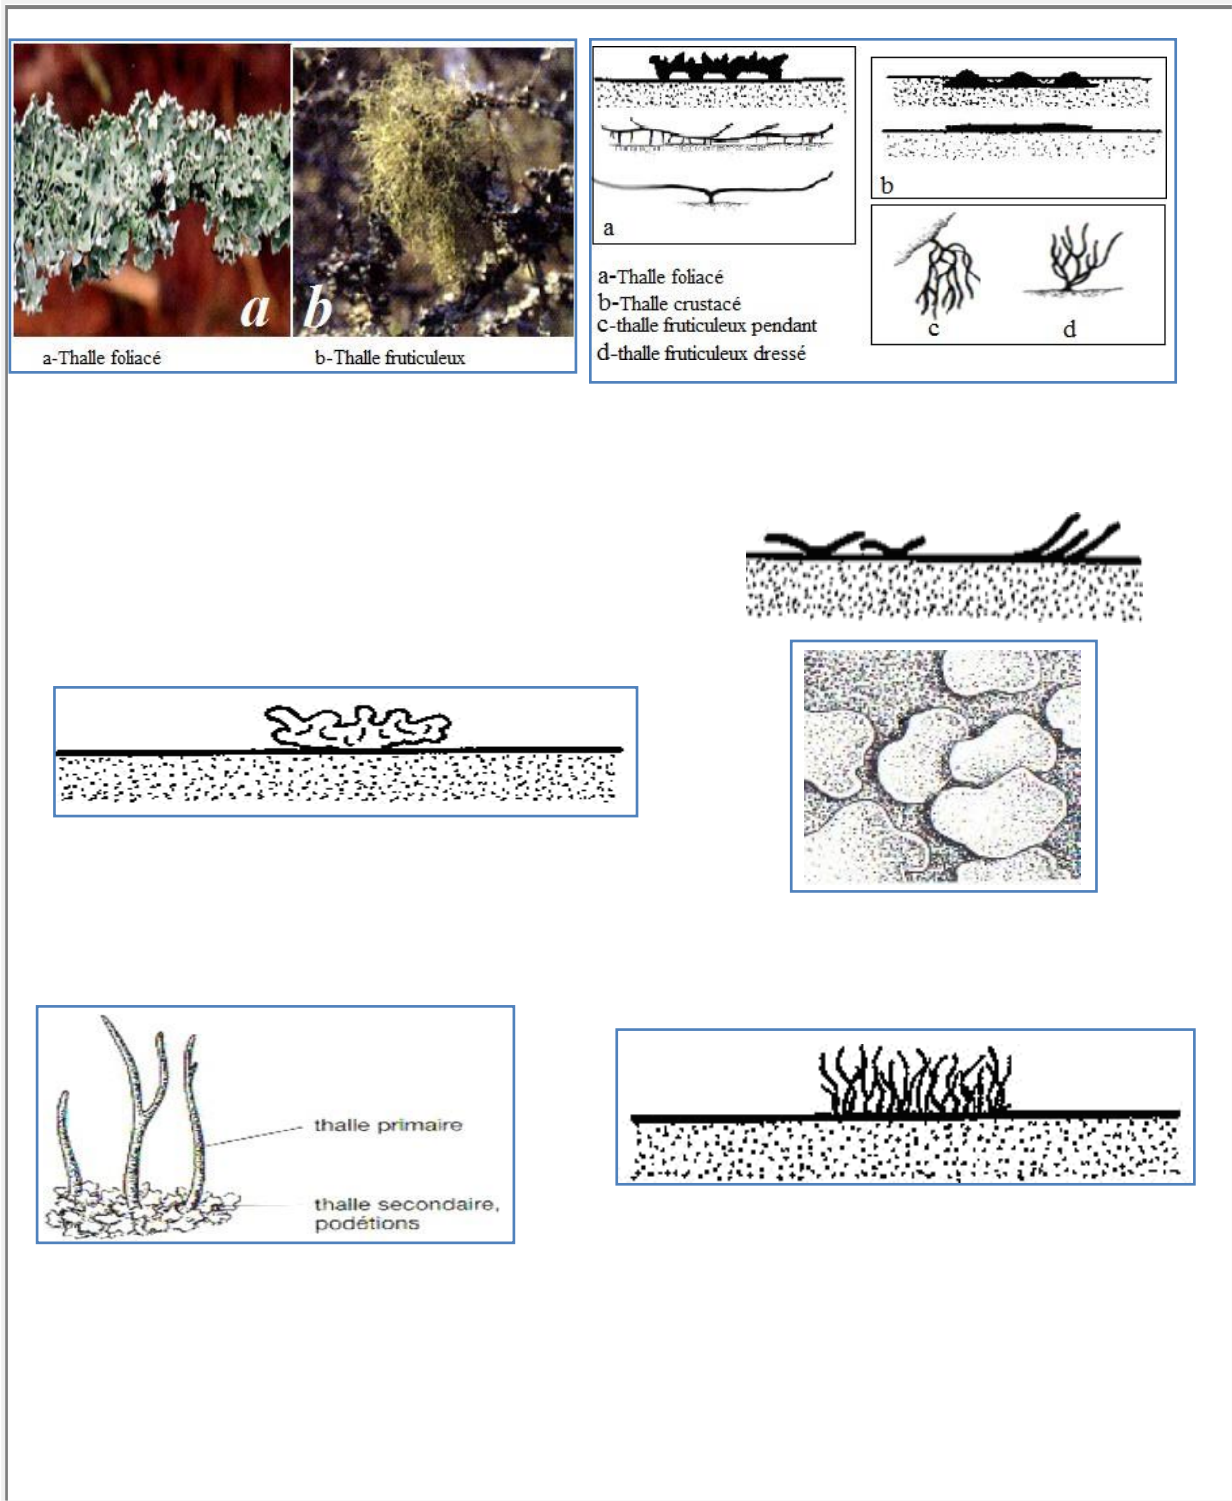 a
b
a-Thalle foliacé
b-Thalle fruticuleux
a
b
c
d
a-Thalle foliacé
b-Thalle crustacé
c-thalle fruticuleux pendant
d-thalle fruticuleux dressé
thalle primaire
thalle secondaire,
podétions